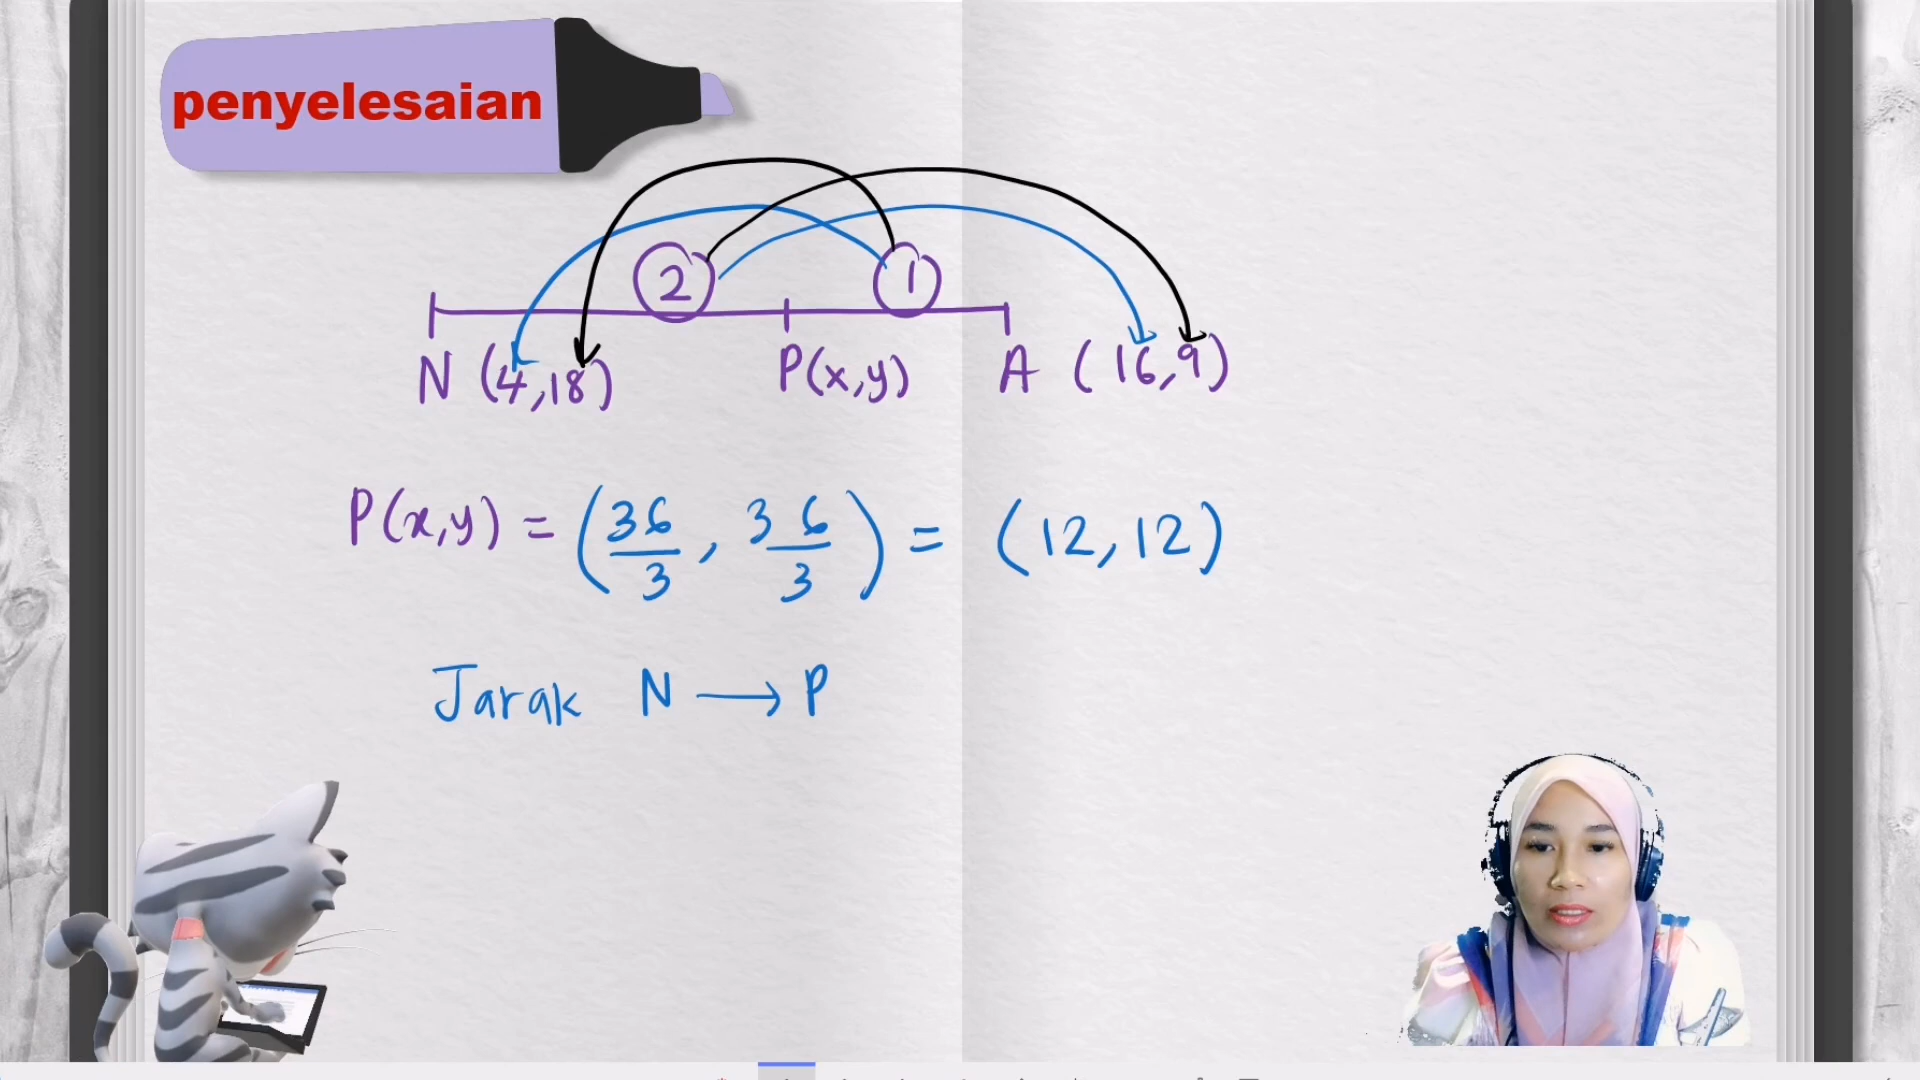 penyelesaian
2 1
N (4,18) P(x,y) A (16,9)
P(x,y) = (36/3, 36/3) = (12,12)
Jarak N → P